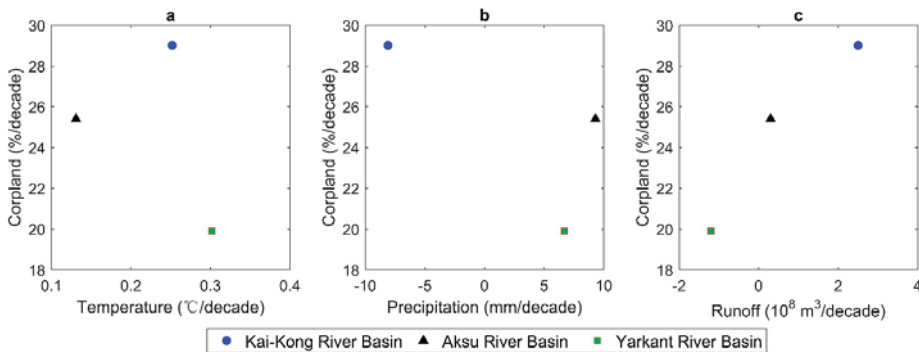 a
30
28
26
24
22
20
18
Corpland (%/decade)
0.1
0.2
0.3
0.4
Temperature (℃/decade)
b
30
28
26
24
22
20
18
Corpland (%/decade)
-10
-5
0
5
10
Precipitation (mm/decade)
c
30
28
26
24
22
20
18
Corpland (%/decade)
-2
0
2
4
Runoff (10⁸ m³/decade)
Kai-Kong River Basin
Aksu River Basin
Yarkant River Basin